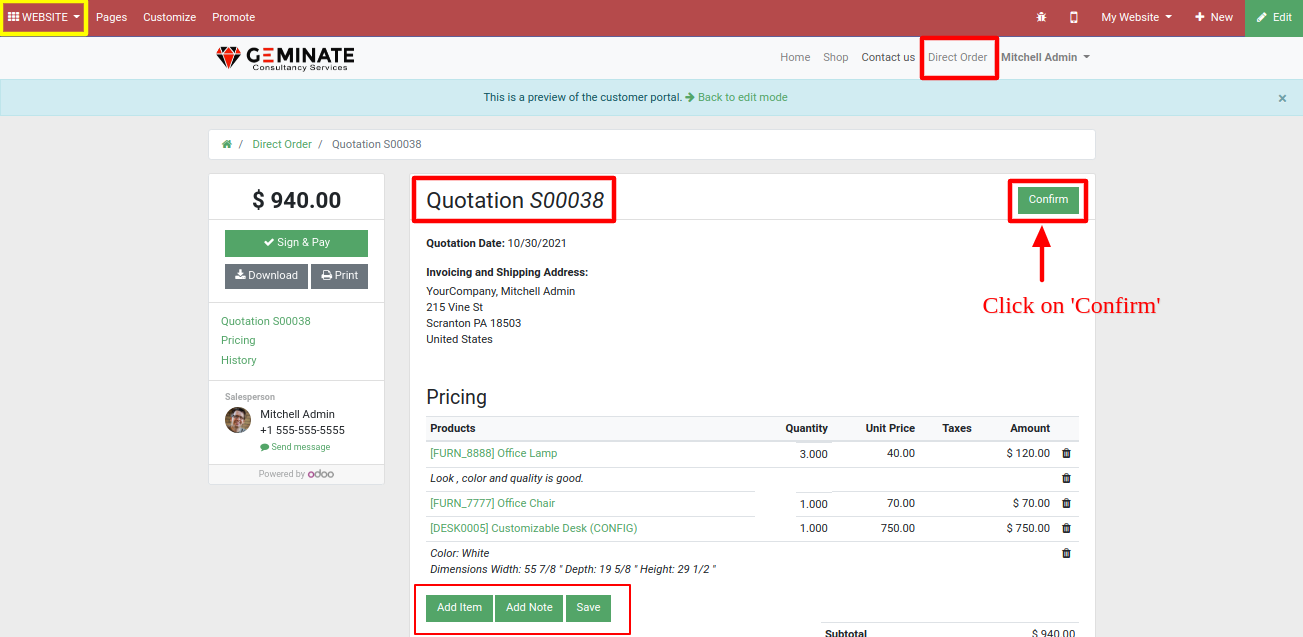 WEBSITE Pages Customize Promote My Website New Edit
GEMINATE
Consultancy Services
Home Shop Contact us Direct Order Mitchell Admin
This is a preview of the customer portal. Back to edit mode ×
/ Direct Order / Quotation S00038
$ 940.00
Sign & Pay
Download Print
Quotation S00038
Pricing
History
Salesperson
Mitchell Admin
+1 555-555-5555
Send message
Powered by odoo
Quotation S00038 Confirm
Click on 'Confirm'
Quotation Date: 10/30/2021
Invoicing and Shipping Address:
YourCompany, Mitchell Admin
215 Vine St
Scranton PA 18503
United States
Pricing
Products Quantity Unit Price Taxes Amount
[FURN_8888] Office Lamp 3.000 40.00 $ 120.00
Look , color and quality is good.
[FURN_7777] Office Chair 1.000 70.00 $ 70.00
[DESK0005] Customizable Desk (CONFIG) 1.000 750.00 $ 750.00
Color: White
Dimensions Width: 55 7/8 " Depth: 19 5/8 " Height: 29 1/2 "
Add Item Add Note Save
Subtotal $ 940.00